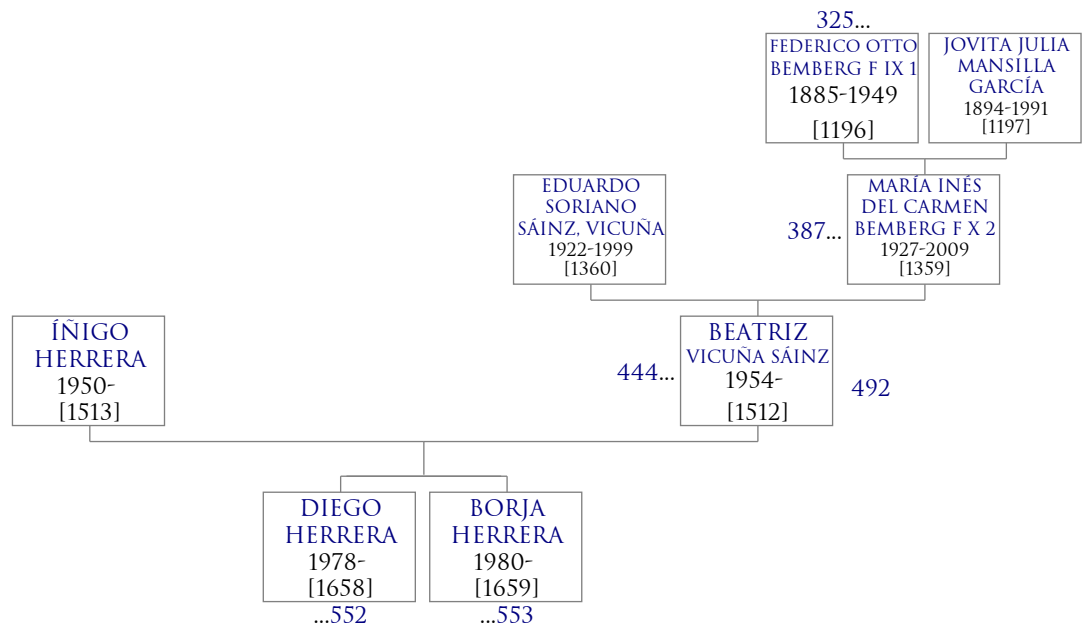 325...
FEDERICO OTTO
BEMBERG F IX 1
1885-1949
[1196]
JOVITA JULIA
MANSILLA
GARCÍA
1894-1991
[1197]
EDUARDO
SORIANO
SÁINZ, VICUÑA
1922-1999
[1360]
387...
MARÍA INÉS
DEL CARMEN
BEMBERG F X 2
1927-2009
[1359]
ÍÑIGO
HERRERA
1950-
[1513]
444...
BEATRIZ
VICUÑA SÁINZ
1954-
[1512]
492
DIEGO
HERRERA
1978-
[1658]
...552
BORJA
HERRERA
1980-
[1659]
...553